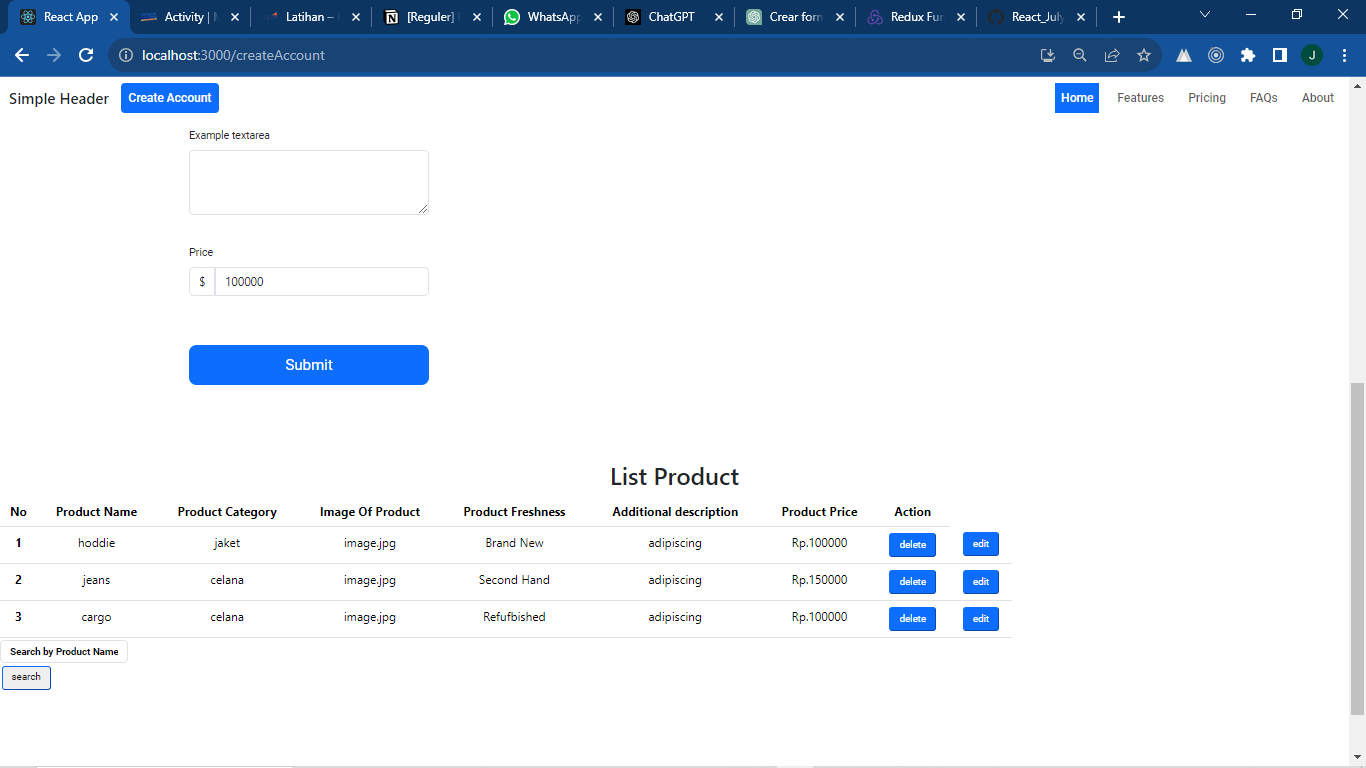 React App
Activity | M
Latihan –
[Reguler]
WhatsApp
ChatGPT
Crear form
Redux Fun
React_July
localhost:3000/createAccount
J
Simple Header Create Account Home Features Pricing FAQs About
Example textarea
Price
$ 100000
Submit
List Product
No Product Name Product Category Image Of Product Product Freshness Additional description Product Price Action
1 hoddie jaket image.jpg Brand New adipiscing Rp.100000 delete edit
2 jeans celana image.jpg Second Hand adipiscing Rp.150000 delete edit
3 cargo celana image.jpg Refufbished adipiscing Rp.100000 delete edit
Search by Product Name
search